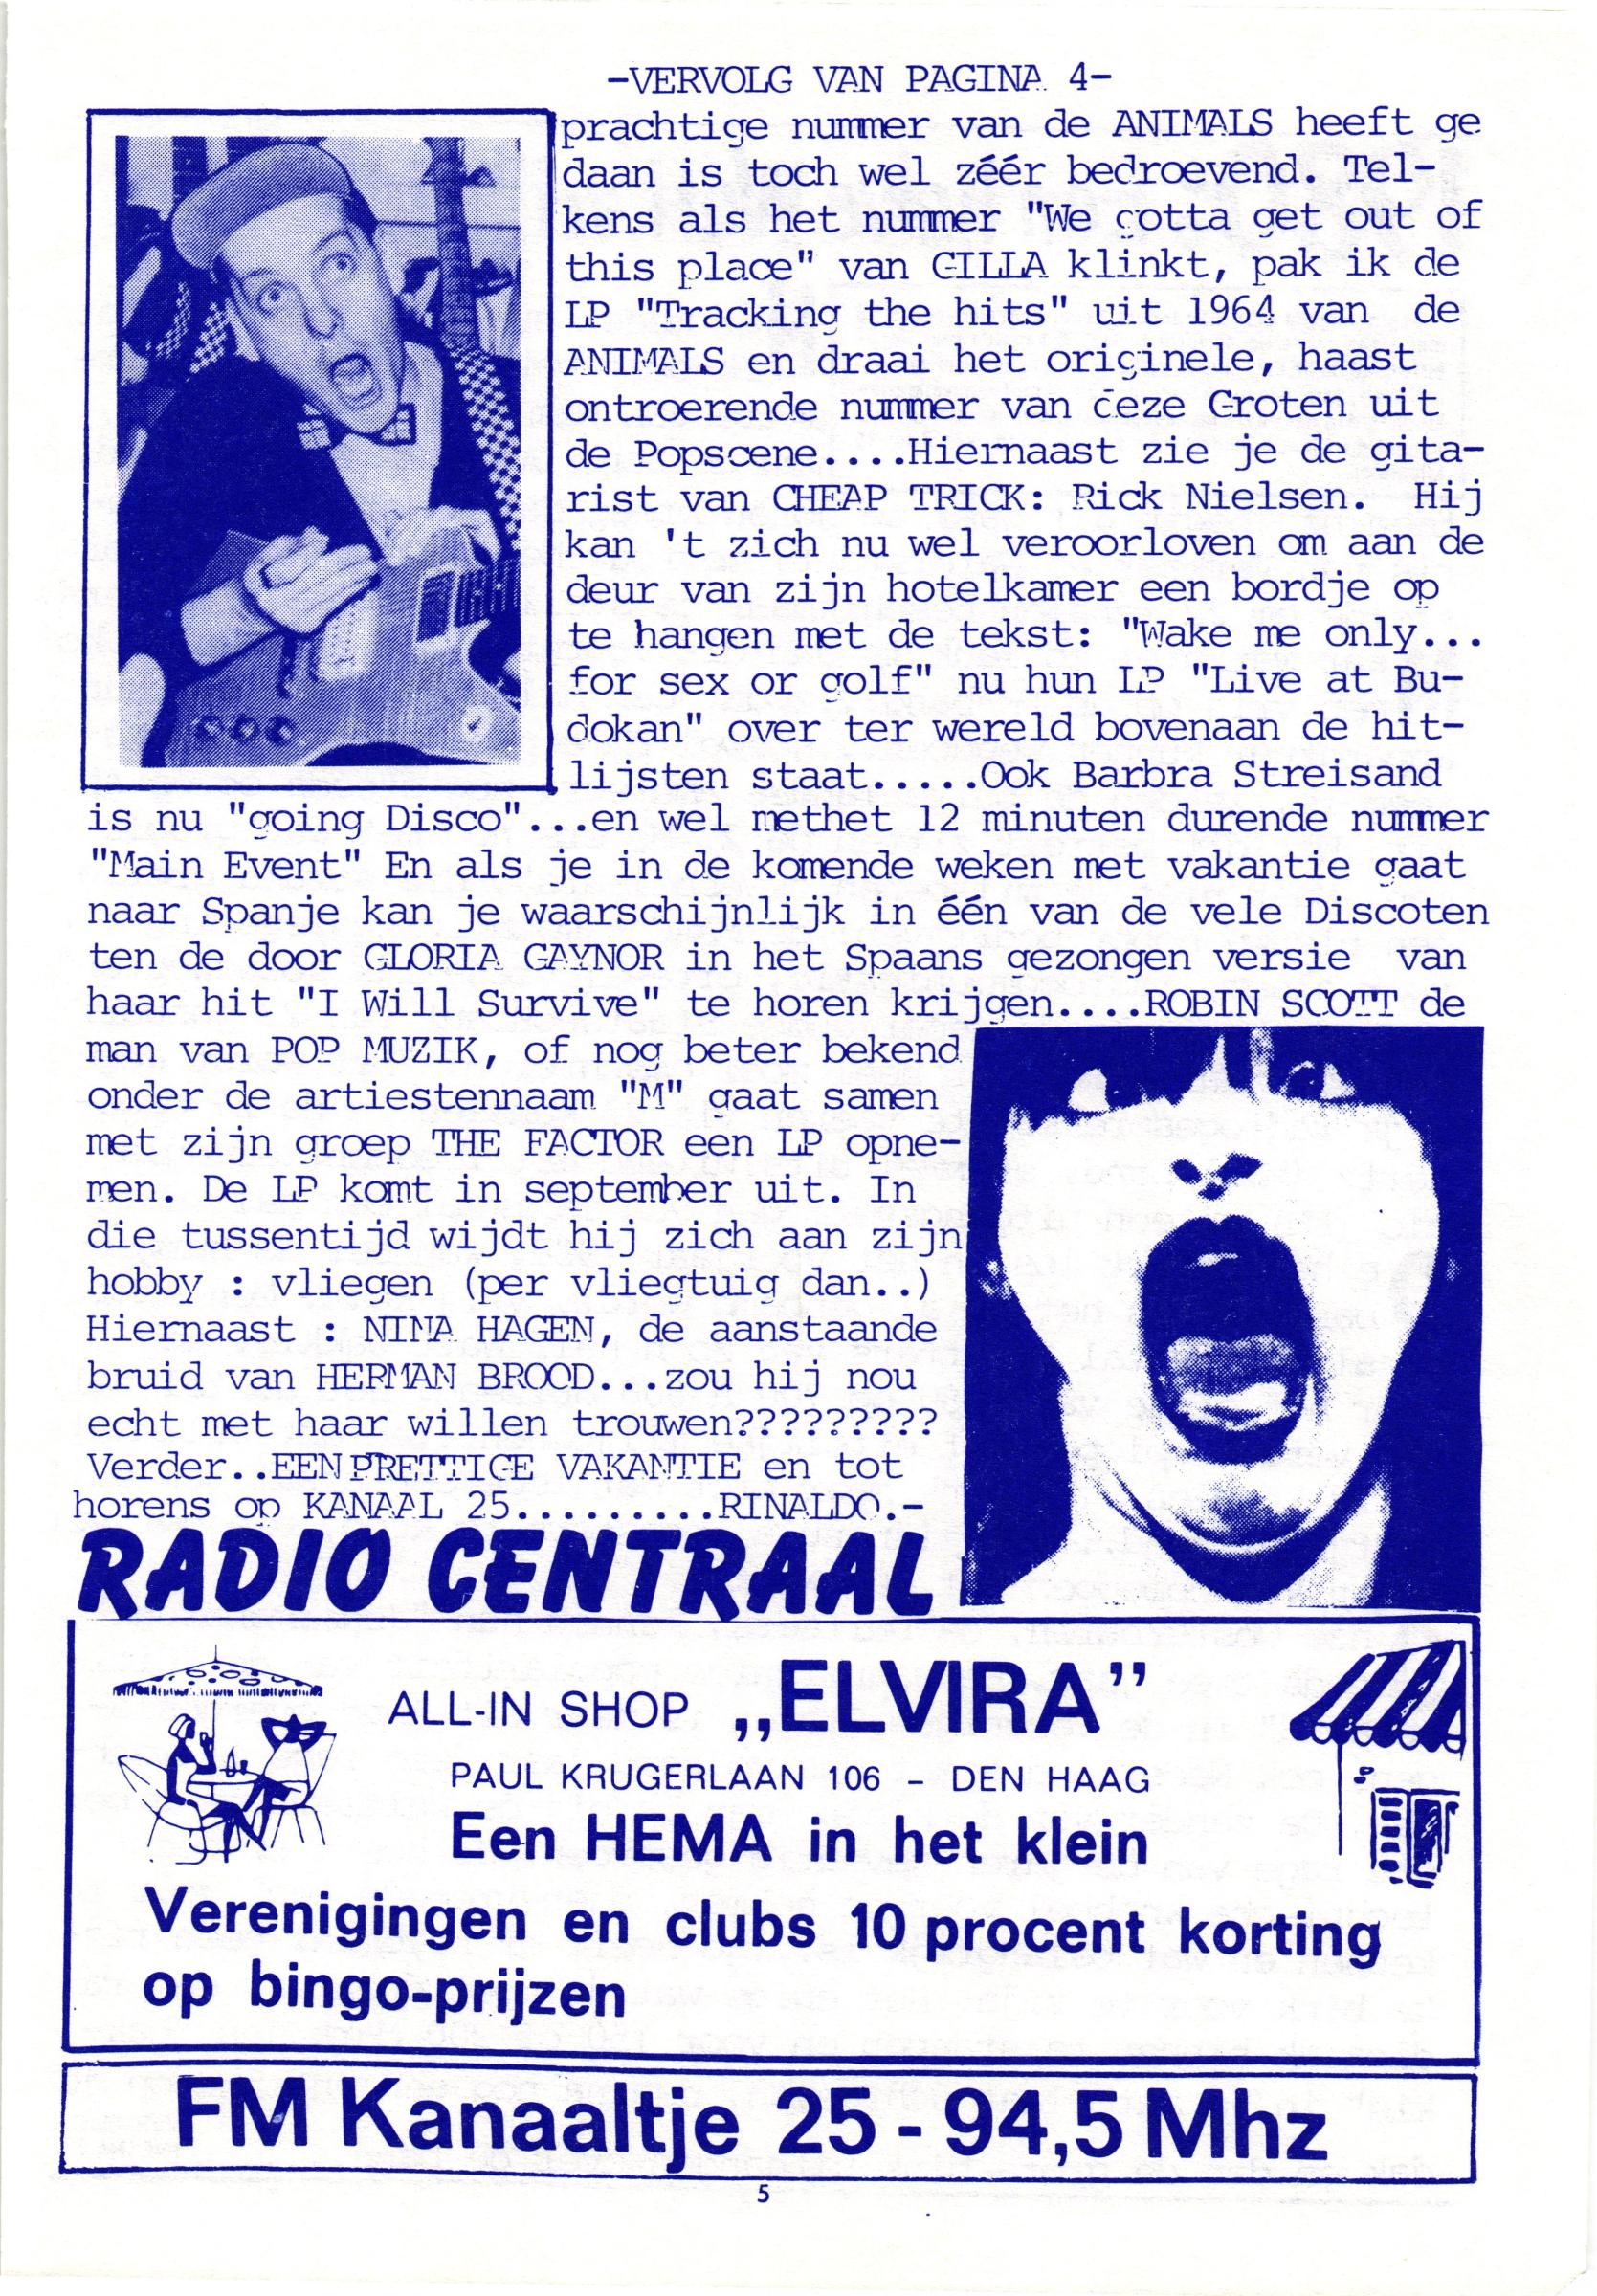 -VERVOLG VAN PAGINA 4-
prachtige nummer van de ANIMALS heeft ge
daan is toch wel zéér bedroevend. Tel-
kens als het nummer "We gotta get out of
this place" van GILLA klinkt, pak ik de
LP "Tracking the hits" uit 1964 van de
ANIMALS en draai het originele, haast
ontroerende nummer van deze Groten uit
de Popscene....Hiernaast zie je de gita-
rist van CHEAP TRICK: Rick Nielsen. Hij
kan 't zich nu wel veroorloven om aan de
deur van zijn hotelkamer een bordje op
te hangen met de tekst: "Wake me only...
for sex or golf" nu hun LP "Live at Bu-
dokan" over ter wereld bovenaan de hit-
lijsten staat.....Ook Barbra Streisand
is nu "going Disco"...en wel methet 12 minuten durende nummer
"Main Event" En als je in de komende weken met vakantie gaat
naar Spanje kan je waarschijnlijk in één van de vele Discoten
ten de door GLORIA GAYNOR in het Spaans gezongen versie van
haar hit "I Will Survive" te horen krijgen....ROBIN SCOTT de
man van POP MUZIK, of nog beter bekend
onder de artiestennaam "M" gaat samen
met zijn groep THE FACTOR een LP opne-
men. De LP komt in september uit. In
die tussentijd wijdt hij zich aan zijn
hobby : vliegen (per vliegtuig dan..)
Hiernaast : NINA HAGEN, de aanstaande
bruid van HERMAN BROOD...zou hij nou
echt met haar willen trouwen?????????
Verder..EEN PRETTIGE VAKANTIE en tot
horens op KANAAL 25.........RINALDO.-
RADIO CENTRAAL
ALL-IN SHOP „ELVIRA”
PAUL KRUGERLAAN 106 - DEN HAAG
Een HEMA in het klein
Verenigingen en clubs 10 procent korting
op bingo-prijzen
FM Kanaaltje 25 - 94,5 Mhz
5